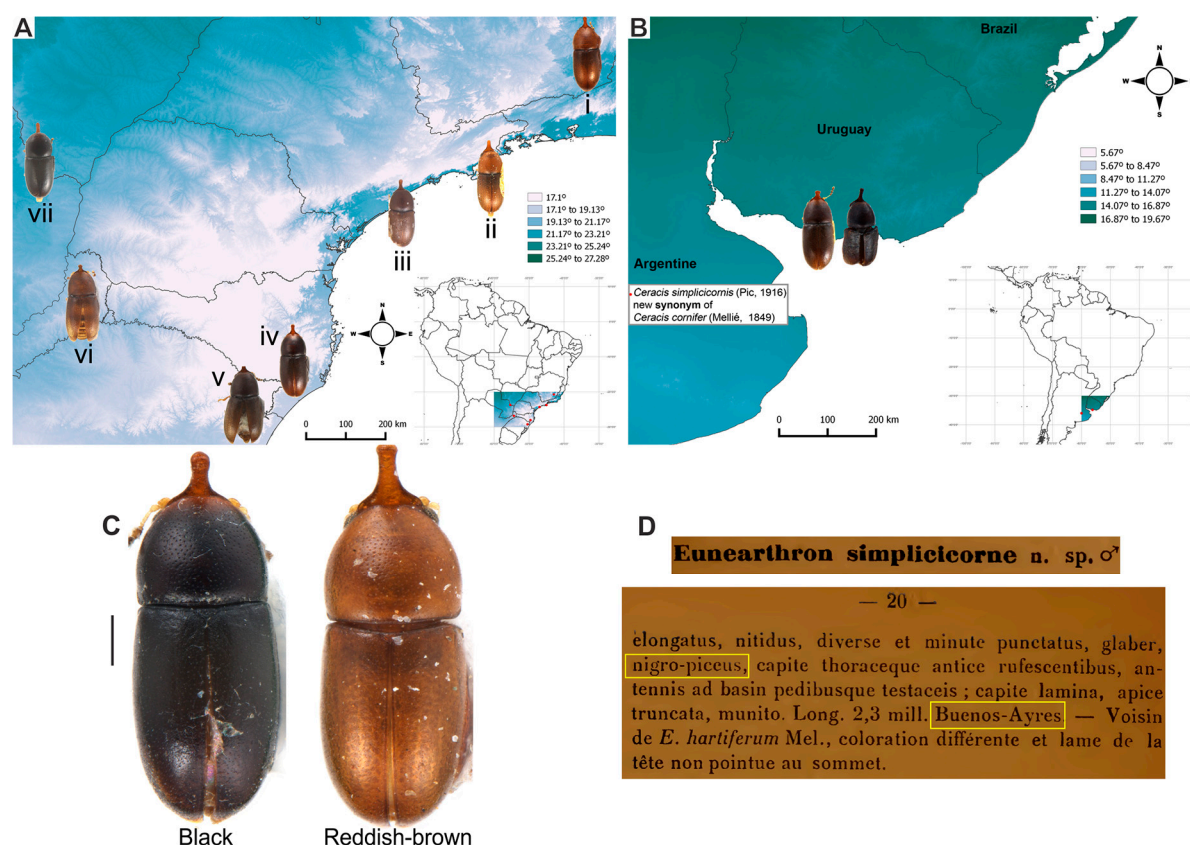 A
i
ii
iii
iv
v
vi
vii
17.1º
17.1º to 19.13º
19.13º to 21.17º
21.17º to 23.21º
23.21º to 25.24º
25.24º to 27.28º
N
W E
S
0 100 200 km
B
Brazil
Uruguay
Argentine
N
W E
S
5.67º
5.67º to 8.47º
8.47º to 11.27º
11.27º to 14.07º
14.07º to 16.87º
16.87º to 19.67º
Ceracis simplicicornis (Pic, 1916)
new synonym of
Ceracis cornifer (Mellié, 1849)
0 100 200 km
C
Black
Reddish-brown
D
Eunearthron simplicicorne n. sp. ♂
— 20 —
elongatus, nitidus, diverse et minute punctatus, glaber,
nigro-piceus, capite thoraceque antice rufescentibus, an-
tennis ad basin pedibusque testaceis ; capite lamina, apice
truncata, munito. Long. 2,3 mill. Buenos-Ayres — Voisin
de E. hartiferum Mel., coloration différente et lame de la
tête non pointue au sommet.